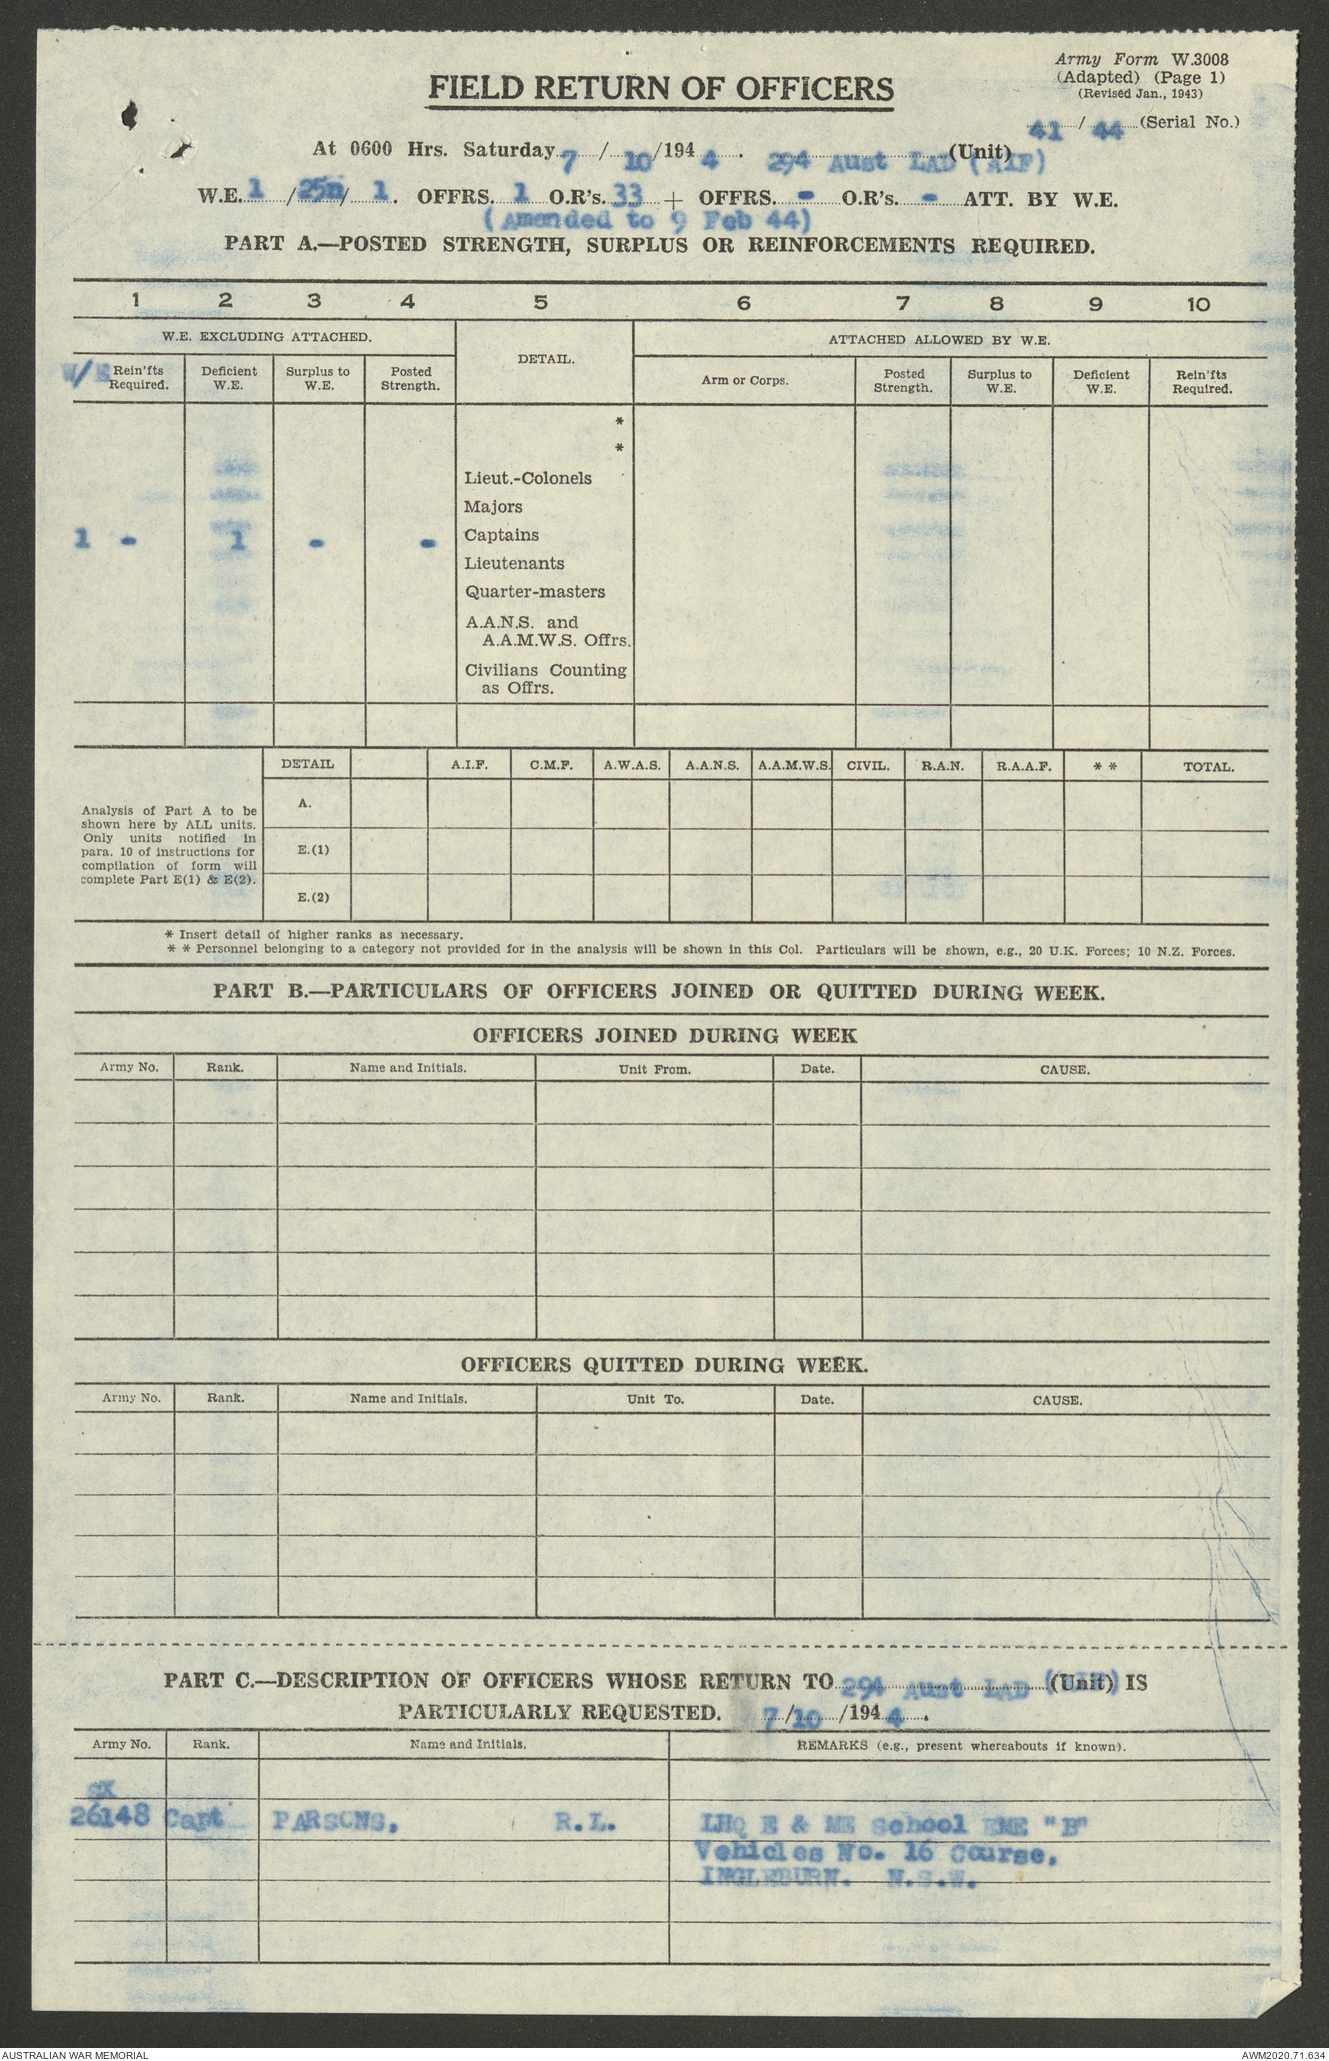 Army Form W.3008
(Adapted) (Page 1)
(Revised Jan., 1943)
FIELD RETURN OF OFFICERS
41 / 44 (Serial No.)
At 0600 Hrs. Saturday 7 / 10 /194 4 . 294 Aust LAD (AIF) (Unit)
W.E. 1 / 25B / 1 . OFFRS. 1 O.R's. 33 + OFFRS. - O.R's. - ATT. BY W.E.
(Amended to 9 Feb 44)
PART A.—POSTED STRENGTH, SURPLUS OR REINFORCEMENTS REQUIRED.
1 2 3 4 5 6 7 8 9 10
W.E. EXCLUDING ATTACHED. DETAIL. ATTACHED ALLOWED BY W.E.
W/E Rein'fts Required. Deficient W.E. Surplus to W.E. Posted Strength. Arm or Corps. Posted Strength. Surplus to W.E. Deficient W.E. Rein'fts Required.
*
*
Lieut.-Colonels
Majors
1 - 1 - - Captains
Lieutenants
Quarter-masters
A.A.N.S. and
A.A.M.W.S. Offrs.
Civilians Counting
as Offrs.
DETAIL A.I.F. C.M.F. A.W.A.S. A.A.N.S. A.A.M.W.S. CIVIL. R.A.N. R.A.A.F. * * TOTAL.
A.
E.(1)
E.(2)
Analysis of Part A to be
shown here by ALL units.
Only units notified in
para. 10 of instructions for
compilation of form will
complete Part E(1) & E(2).
* Insert detail of higher ranks as necessary.
* * Personnel belonging to a category not provided for in the analysis will be shown in this Col. Particulars will be shown, e.g., 20 U.K. Forces; 10 N.Z. Forces.
PART B.—PARTICULARS OF OFFICERS JOINED OR QUITTED DURING WEEK.
OFFICERS JOINED DURING WEEK
Army No. Rank. Name and Initials. Unit From. Date. CAUSE.
OFFICERS QUITTED DURING WEEK.
Army No. Rank. Name and Initials. Unit To. Date. CAUSE.
PART C.—DESCRIPTION OF OFFICERS WHOSE RETURN TO 294 Aust LAD (AIF) (Unit) IS
PARTICULARLY REQUESTED. 7 / 10 /194 4 .
Army No. Rank. Name and Initials. REMARKS (e.g., present whereabouts if known).
SX
26148 Capt PARSONS, R.L. LHQ E & ME School EME "B"
Vehicles No. 16 Course,
INGLEBURN. N.S.W.
AUSTRALIAN WAR MEMORIAL AWM2020.71.634